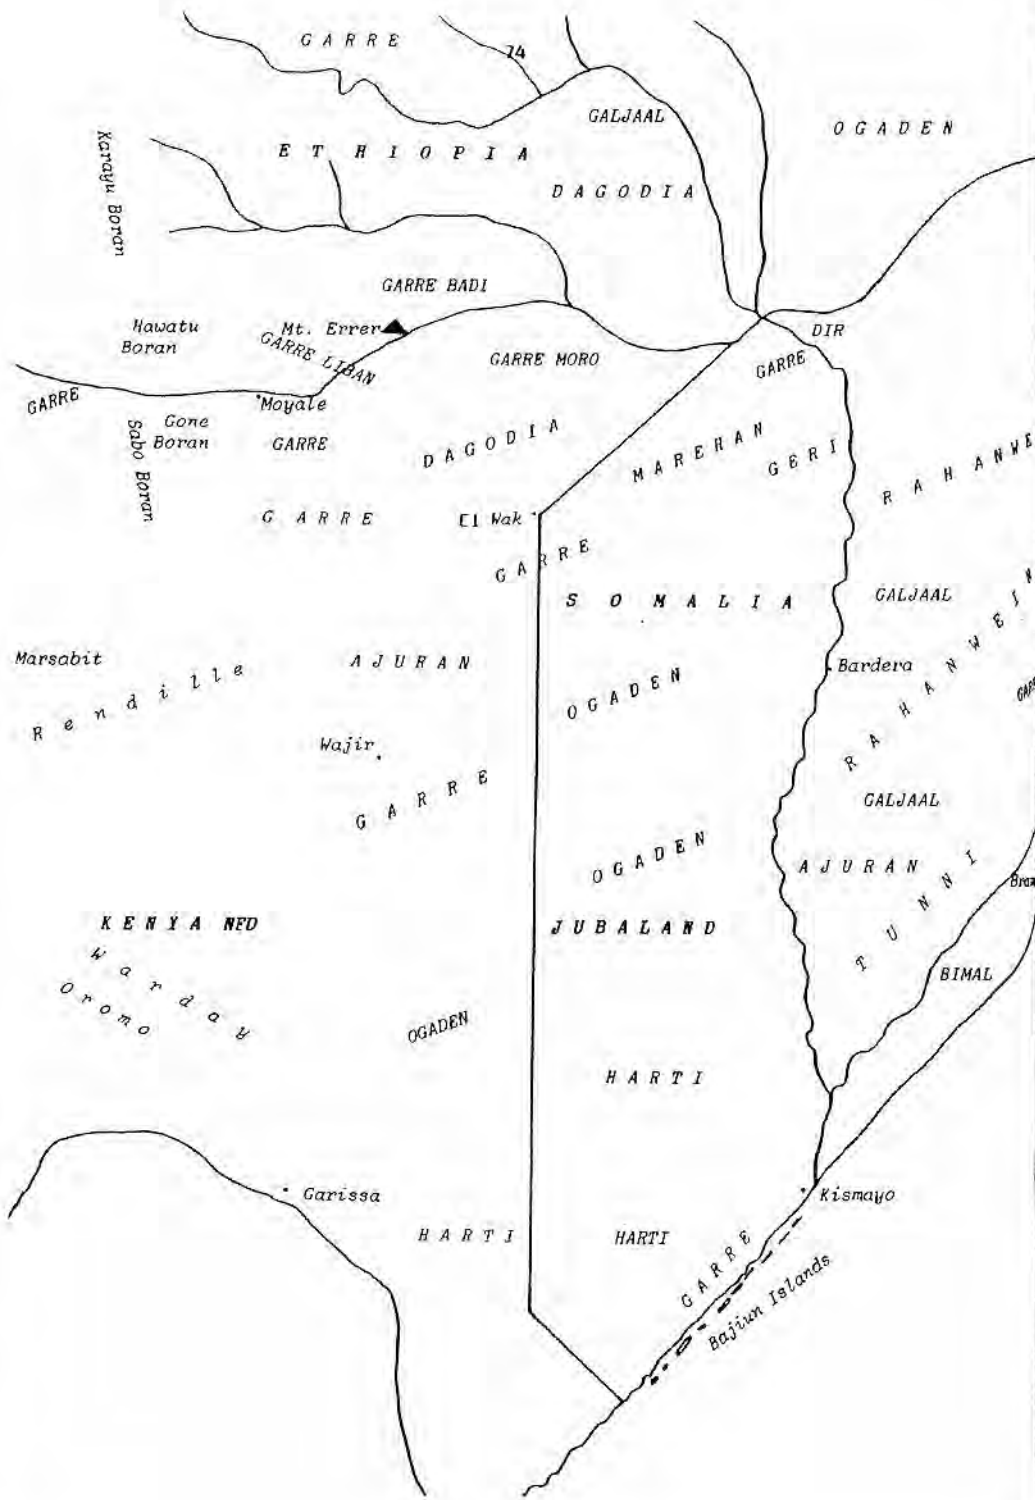 GARRE
74
GALJAAL
OGADEN
ETHIOPIA
Karayu Boran
DAGODIA
GARRE BADI
Hawatu
Boran
Mt. Errer
GARRE LIBAN
DIR
GARRE MORO
GARRE
GARRE
Moyale
Gone
Boran
Sabo Boran
GARRE
DAGODIA
MAREHAN
GERI
RAHANWE
GARRE
El Wak
GARRE
SOMALIA
GALJAAL
RAHANWEIN
Marsabit
Rendille
AJURAN
OGADEN
Bardera
Wajir
GARRE
GALJAAL
OGADEN
AJURAN
TUNNI
KENYA NFD
JUBALAND
BIMAL
Warday
Oromo
OGADEN
HARTI
Garissa
Kismayo
HARTI
HARTI
GARRE
Bajiun Islands